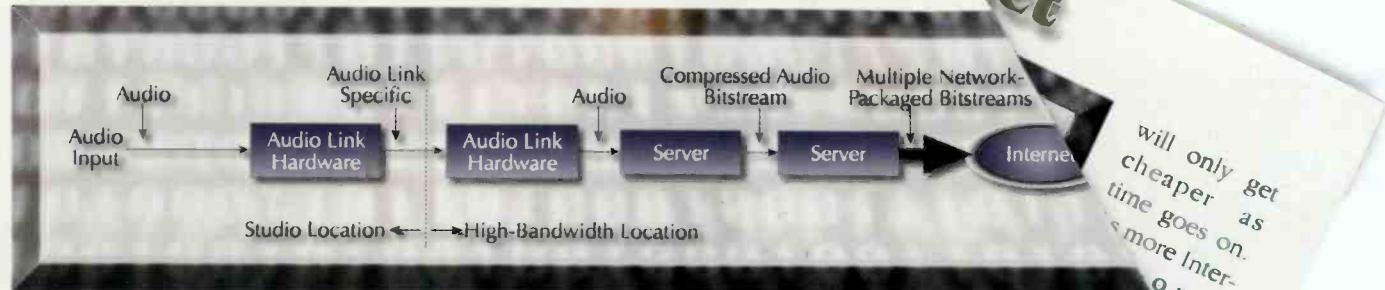 Audio
Audio Link
Specific
Audio
Compressed Audio
Bitstream
Multiple Network-
Packaged Bitstreams
Audio
Input
Audio Link
Hardware
Audio Link
Hardware
Server
Server
Studio Location
High-Bandwidth Location
will only get
cheaper as
time goes on.
more Inter-